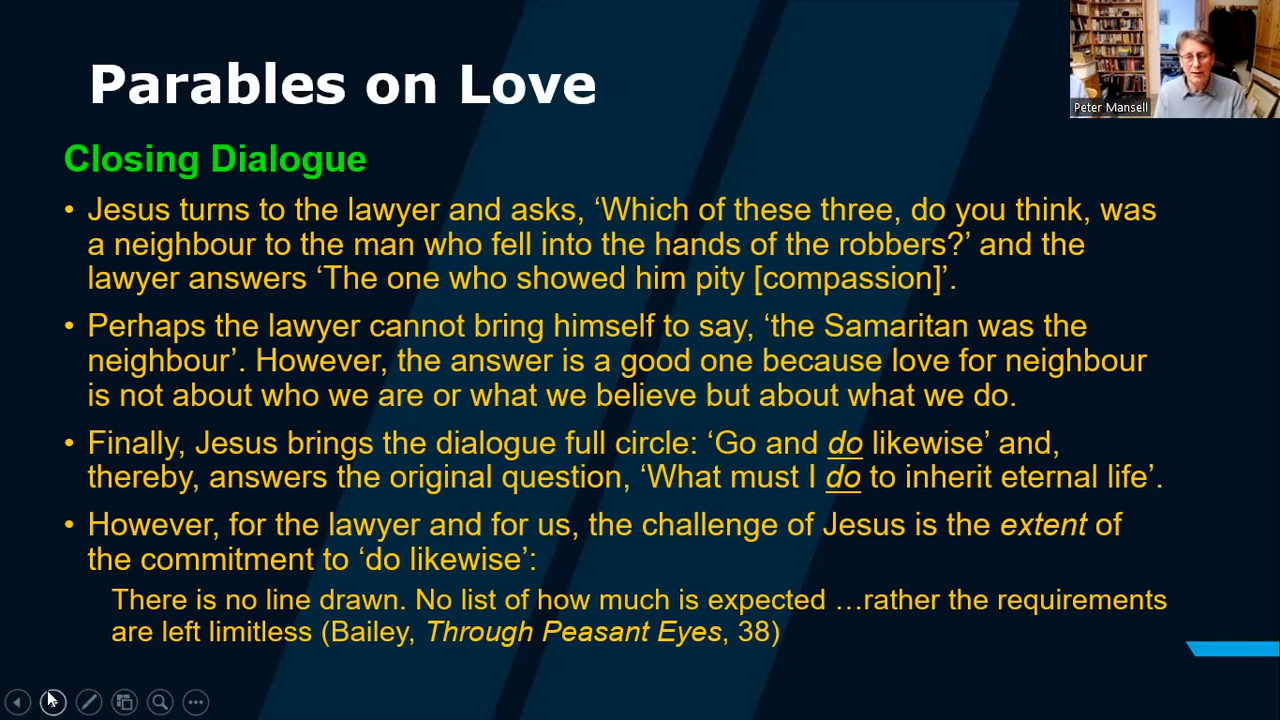 Parables on Love
Peter Mansell
Closing Dialogue
• Jesus turns to the lawyer and asks, ‘Which of these three, do you think, was
a neighbour to the man who fell into the hands of the robbers?’ and the
lawyer answers ‘The one who showed him pity [compassion]’.
• Perhaps the lawyer cannot bring himself to say, ‘the Samaritan was the
neighbour’. However, the answer is a good one because love for neighbour
is not about who we are or what we believe but about what we do.
• Finally, Jesus brings the dialogue full circle: ‘Go and do likewise’ and,
thereby, answers the original question, ‘What must I do to inherit eternal life’.
• However, for the lawyer and for us, the challenge of Jesus is the extent of
the commitment to ‘do likewise’:
There is no line drawn. No list of how much is expected …rather the requirements
are left limitless (Bailey, Through Peasant Eyes, 38)